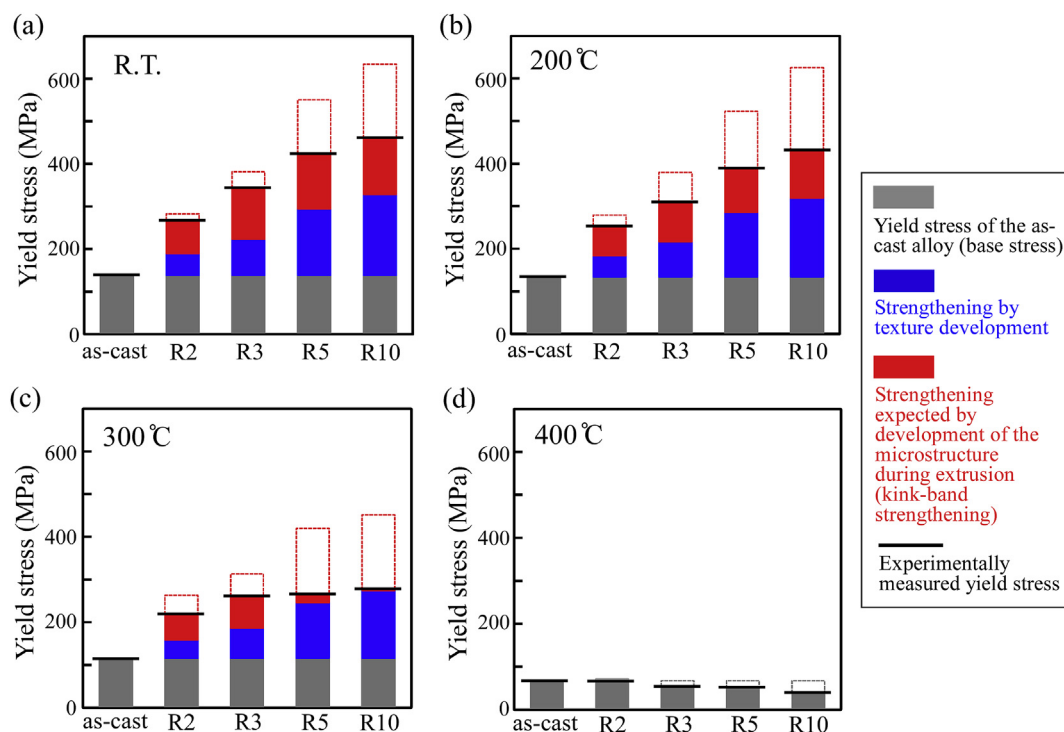 (a)
R.T.
Yield stress (MPa)
600
400
200
0
as-cast R2 R3 R5 R10
(b)
200℃
Yield stress (MPa)
600
400
200
0
as-cast R2 R3 R5 R10
(c)
300℃
Yield stress (MPa)
600
400
200
0
as-cast R2 R3 R5 R10
(d)
400℃
Yield stress (MPa)
600
400
200
0
as-cast R2 R3 R5 R10
Yield stress of the as-
cast alloy (base stress)
Strengthening by
texture development
Strengthening
expected by
development of the
microstructure
during extrusion
(kink-band
strengthening)
Experimentally
measured yield stress